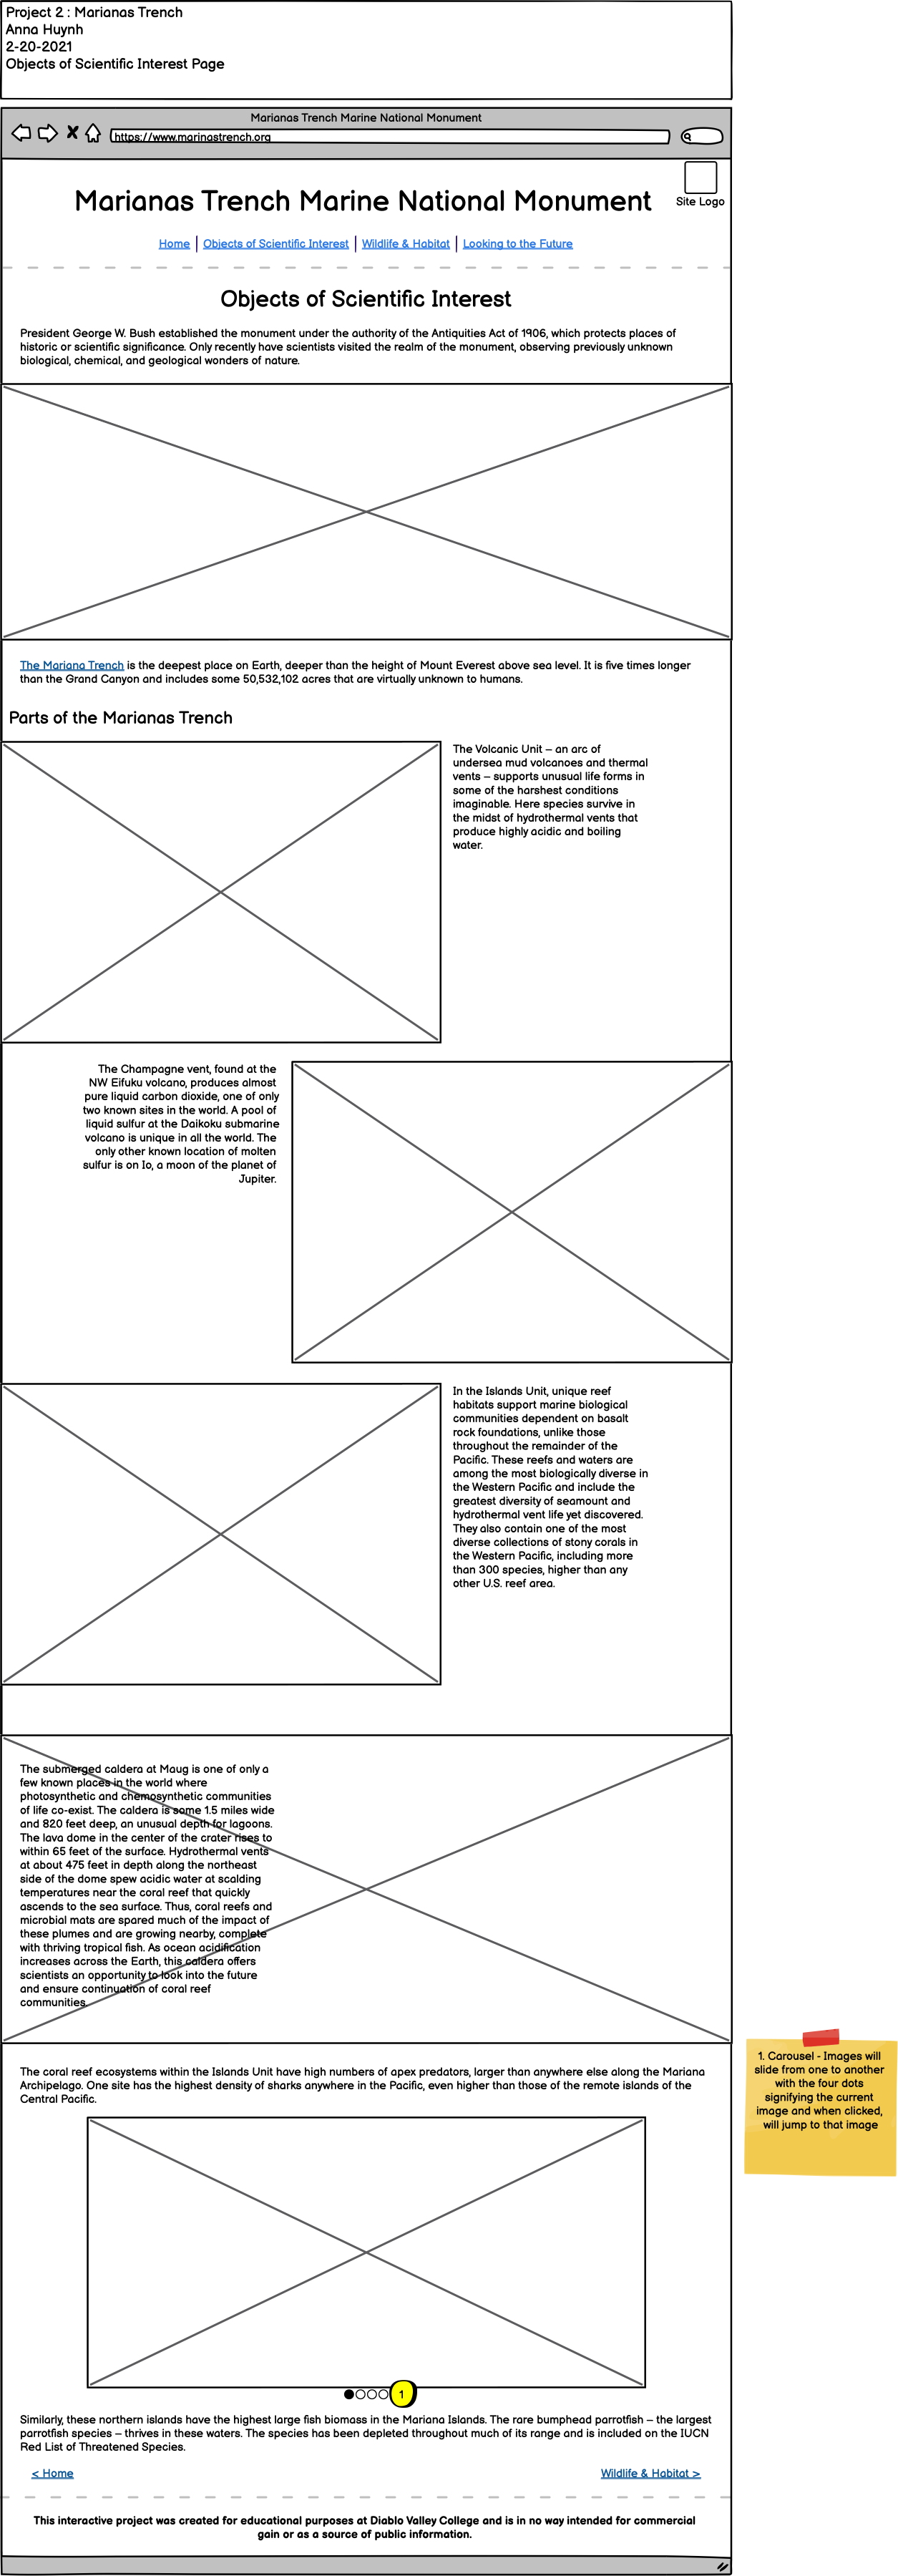 Project 2 : Marianas Trench
Anna Huynh
2-20-2021
Objects of Scientific Interest Page
Marianas Trench Marine National Monument
https://www.marinastrench.org
Marianas Trench Marine National Monument
Site Logo
Home | Objects of Scientific Interest | Wildlife & Habitat | Looking to the Future
Objects of Scientific Interest
President George W. Bush established the monument under the authority of the Antiquities Act of 1906, which protects places of
historic or scientific significance. Only recently have scientists visited the realm of the monument, observing previously unknown
biological, chemical, and geological wonders of nature.
The Mariana Trench is the deepest place on Earth, deeper than the height of Mount Everest above sea level. It is five times longer
than the Grand Canyon and includes some 50,532,102 acres that are virtually unknown to humans.
Parts of the Marianas Trench
The Volcanic Unit – an arc of
undersea mud volcanoes and thermal
vents – supports unusual life forms in
some of the harshest conditions
imaginable. Here species survive in
the midst of hydrothermal vents that
produce highly acidic and boiling
water.
The Champagne vent, found at the
NW Eifuku volcano, produces almost
pure liquid carbon dioxide, one of only
two known sites in the world. A pool of
liquid sulfur at the Daikoku submarine
volcano is unique in all the world. The
only other known location of molten
sulfur is on Io, a moon of the planet of
Jupiter.
In the Islands Unit, unique reef
habitats support marine biological
communities dependent on basalt
rock foundations, unlike those
throughout the remainder of the
Pacific. These reefs and waters are
among the most biologically diverse in
the Western Pacific and include the
greatest diversity of seamount and
hydrothermal vent life yet discovered.
They also contain one of the most
diverse collections of stony corals in
the Western Pacific, including more
than 300 species, higher than any
other U.S. reef area.
The submerged caldera at Maug is one of only a
few known places in the world where
photosynthetic and chemosynthetic communities
of life co-exist. The caldera is some 1.5 miles wide
and 820 feet deep, an unusual depth for lagoons.
The lava dome in the center of the crater rises to
within 65 feet of the surface. Hydrothermal vents
at about 475 feet in depth along the northeast
side of the dome spew acidic water at scalding
temperatures near the coral reef that quickly
ascends to the sea surface. Thus, coral reefs and
microbial mats are spared much of the impact of
these plumes and are growing nearby, complete
with thriving tropical fish. As ocean acidification
increases across the Earth, this caldera offers
scientists an opportunity to look into the future
and ensure continuation of coral reef
communities.
1. Carousel - Images will
slide from one to another
with the four dots
signifying the current
image and when clicked,
will jump to that image
The coral reef ecosystems within the Islands Unit have high numbers of apex predators, larger than anywhere else along the Mariana
Archipelago. One site has the highest density of sharks anywhere in the Pacific, even higher than those of the remote islands of the
Central Pacific.
1
Similarly, these northern islands have the highest large fish biomass in the Mariana Islands. The rare bumphead parrotfish – the largest
parrotfish species – thrives in these waters. The species has been depleted throughout much of its range and is included on the IUCN
Red List of Threatened Species.
< Home
Wildlife & Habitat >
This interactive project was created for educational purposes at Diablo Valley College and is in no way intended for commercial
gain or as a source of public information.